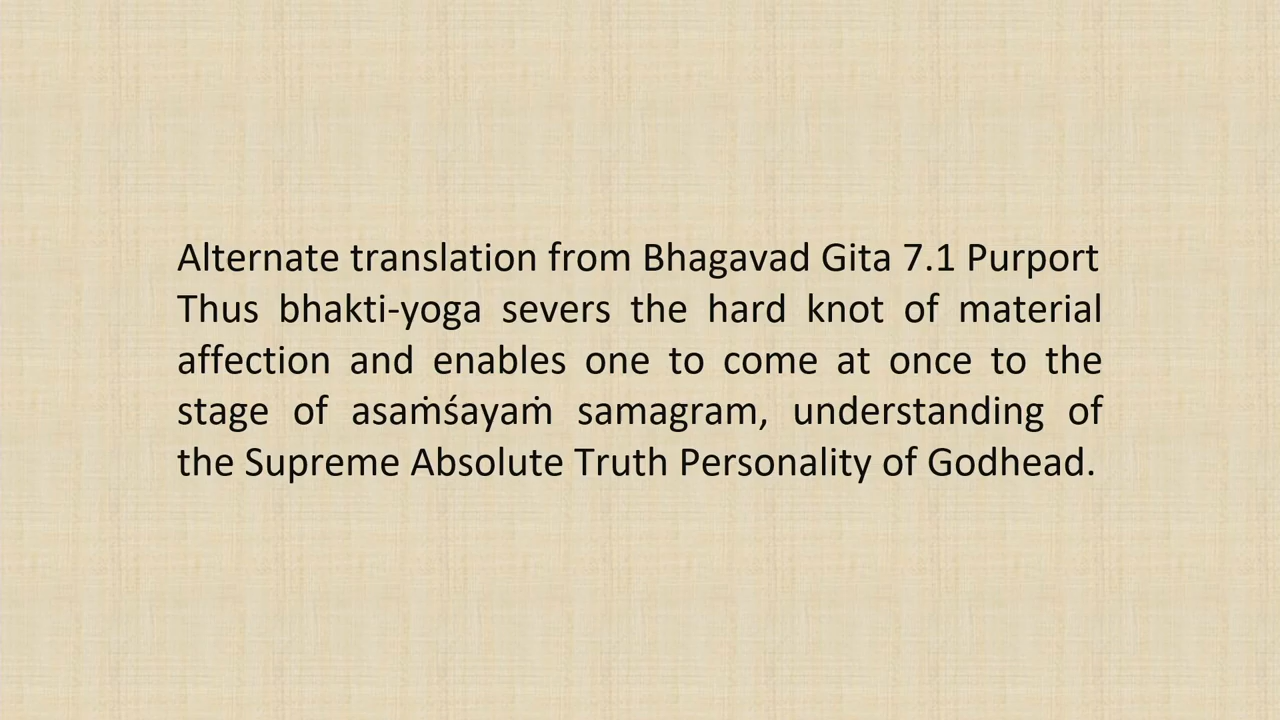 Alternate translation from Bhagavad Gita 7.1 Purport
Thus bhakti-yoga severs the hard knot of material
affection and enables one to come at once to the
stage of asaṁśayaṁ samagram, understanding of
the Supreme Absolute Truth Personality of Godhead.